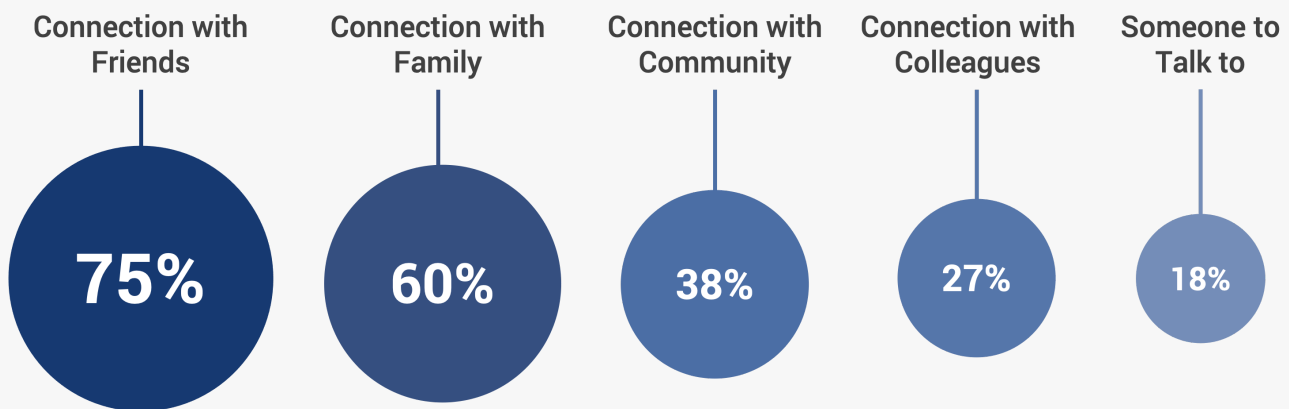 Connection with
Friends
75%
Connection with
Family
60%
Connection with
Community
38%
Connection with
Colleagues
27%
Someone to
Talk to
18%